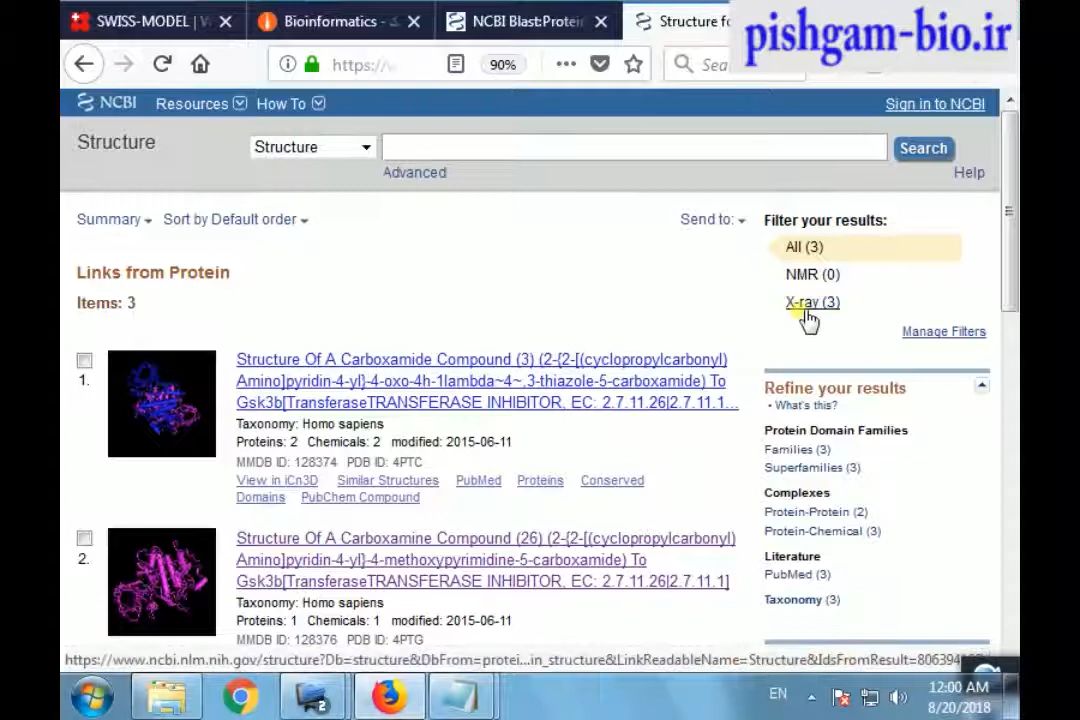 SWISS-MODEL | V
Bioinformatics -
NCBI Blast:Protein
Structure fo
pishgam-bio.ir
https://w
90%
Sea
NCBI
Resources
How To
Sign in to NCBI
Structure
Structure
Search
Advanced
Help
Summary
Sort by Default order
Send to:
Filter your results:
All (3)
NMR (0)
X-ray (3)
Manage Filters
Links from Protein
Items: 3
1.
Structure Of A Carboxamide Compound (3) (2-{2-[(cyclopropylcarbonyl)
Amino]pyridin-4-yl}-4-oxo-4h-1lambda~4~,3-thiazole-5-carboxamide) To
Gsk3b[TransferaseTRANSFERASE INHIBITOR, EC: 2.7.11.26|2.7.11.1...
Taxonomy: Homo sapiens
Proteins: 2 Chemicals: 2 modified: 2015-06-11
MMDB ID: 128374 PDB ID: 4PTC
View in iCn3D Similar Structures PubMed Proteins Conserved
Domains PubChem Compound
2.
Structure Of A Carboxamine Compound (26) (2-{2-[(cyclopropylcarbonyl)
Amino]pyridin-4-yl}-4-methoxypyrimidine-5-carboxamide) To
Gsk3b[TransferaseTRANSFERASE INHIBITOR, EC: 2.7.11.26|2.7.11.1]
Taxonomy: Homo sapiens
Proteins: 1 Chemicals: 1 modified: 2015-06-11
MMDB ID: 128376 PDB ID: 4PTG
Refine your results
What's this?
Protein Domain Families
Families (3)
Superfamilies (3)
Complexes
Protein-Protein (2)
Protein-Chemical (3)
Literature
PubMed (3)
Taxonomy (3)
https://www.ncbi.nlm.nih.gov/structure?Db=structure&DbFrom=protei...in_structure&LinkReadableName=Structure&IdsFromResult=806394
2
EN
12:00 AM
8/20/2018